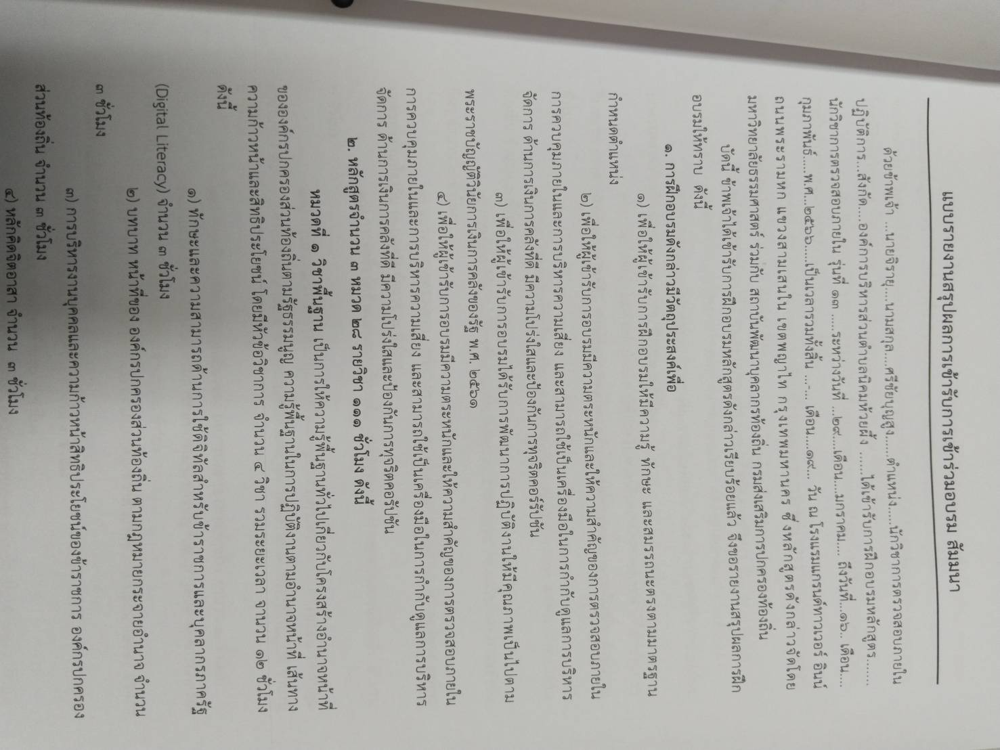 แบบรายงานสรุปผลการเข้ารับการเข้าร่วมอบรม สัมมนา
ด้วยข้าพเจ้า ...นายจิรายุ....นามสกุล....ศรีชัยบุญสูง......ตำแหน่ง.....นักวิชาการตรวจสอบภายใน
ปฏิบัติการ...สังกัด....องค์การบริหารส่วนตำบลนิคมห้วยผึ้ง .......ได้เข้ารับการฝึกอบรมหลักสูตร.......
นักวิชาการตรวจสอบภายใน รุ่นที่ ๑๓ .....ระหว่างวันที่ ...๒๙....เดือน....มกราคม.... ถึงวันที่...๑๖.. เดือน....
กุมภาพันธ์.....พ.ศ...๒๕๖๖.....เป็นเวลารวมทั้งสิ้น ...-... เดือน....๑๙... วัน ณ โรงแรมแกรนด์ทาวเวอร์ อินน์
ถนนพระรามหก แขวงสามเสนใน เขตพญาไท กรุงเทพมหานคร ซึ่งหลักสูตรดังกล่าวจัดโดย
มหาวิทยาลัยธรรมศาสตร์ ร่วมกับ สถาบันพัฒนาบุคลากรท้องถิ่น กรมส่งเสริมการปกครองท้องถิ่น
บัดนี้ ข้าพเจ้าได้เข้ารับการฝึกอบรมหลักสูตรดังกล่าวเรียบร้อยแล้ว จึงขอรายงานสรุปผลการฝึก
อบรมให้ทราบ ดังนี้
๑. การฝึกอบรมดังกล่าวมีวัตถุประสงค์เพื่อ
๑) เพื่อให้ผู้เข้ารับการฝึกอบรมให้มีความรู้ ทักษะ และสมรรถนะตรงตามมาตรฐาน
กำหนดตำแหน่ง
๒) เพื่อให้ผู้เข้ารับการอบรมมีความตระหนักและให้ความสำคัญของการตรวจสอบภายใน
การควบคุมภายในและการบริหารความเสี่ยง และสามารถใช้เป็นเครื่องมือในการกำกับดูแลการบริหาร
จัดการ ด้านการเงินการคลังที่ดี มีความโปร่งใสและป้องกันการทุจริตคอร์รัปชัน
๓) เพื่อให้ผู้เข้ารับการอบรมได้รับการพัฒนาการปฏิบัติงานให้มีคุณภาพเป็นไปตาม
พระราชบัญญัติวินัยการเงินการคลังของรัฐ พ.ศ. ๒๕๖๑
๔) เพื่อให้ผู้เข้ารับการอบรมมีความตระหนักและให้ความสำคัญของการตรวจสอบภายใน
การควบคุมภายในและการบริหารความเสี่ยง และสามารถใช้เป็นเครื่องมือในการกำกับดูแลการบริหาร
จัดการ ด้านการเงินการคลังที่ดี มีความโปร่งใสและป้องกันการทุจริตคอรัปชัน
๒. หลักสูตรจำนวน ๓ หมวด ๒๘ รายวิชา ๑๑๑ ชั่วโมง ดังนี้
หมวดที่ ๑ วิชาพื้นฐาน เป็นการให้ความรู้พื้นฐานทั่วไปเกี่ยวกับโครงสร้างอำนาจหน้าที่
ขององค์กรปกครองส่วนท้องถิ่นตามรัฐธรรมนูญ ความรู้พื้นฐานในการปฏิบัติงานตามอำนาจหน้าที่ เส้นทาง
ความก้าวหน้าและสิทธิประโยชน์ โดยมีหัวข้อวิชาการ จำนวน ๔ วิชา รวมระยะเวลา จานวน ๑๒ ชั่วโมง
ดังนี้
๑) ทักษะและความสามารถด้านการใช้ดิจิทัลสำหรับข้าราชการและบุคลากรภาครัฐ
(Digital Literacy) จำนวน ๓ ชั่วโมง
๒) บทบาท หน้าที่ของ องค์กรปกครองส่วนท้องถิ่น ตามกฎหมายกระจายอำนาจ จำนวน
๓ ชั่วโมง
๓) การบริหารงานบุคคลและความก้าวหน้าสิทธิประโยชน์ของข้าราชการ องค์กรปกครอง
ส่วนท้องถิ่น จำนวน ๓ ชั่วโมง
๔) หลักคิดจิตอาสา จำนวน ๓ ชั่วโมง